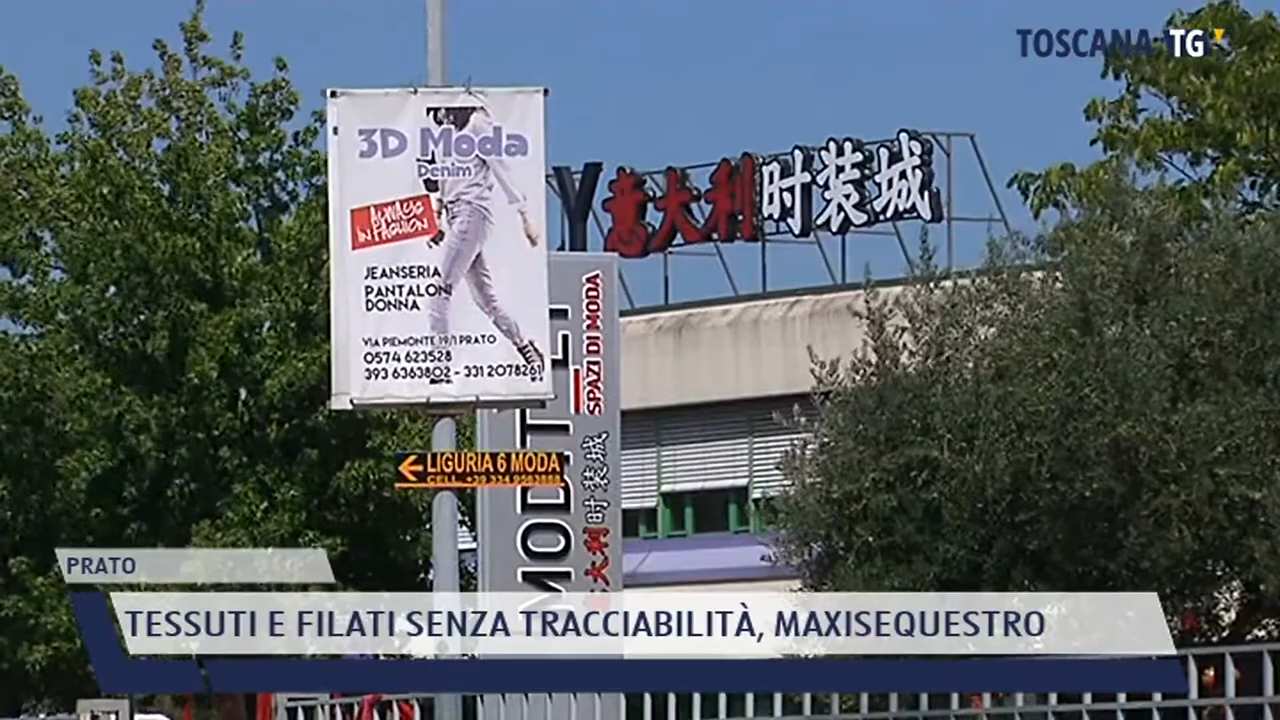 TOSCANA TG
3D Moda
Denim
ALWAYS
IN FASHION
JEANSERIA
PANTALONI
DONNA
VIA PIEMONTE 19/1 PRATO
0574 623528
393 6363802 - 331 2078261
Y 意大利时装城
SPAZI DI MODA
意大利时装城
LIGURIA 6 MODA
PRATO
TESSUTI E FILATI SENZA TRACCIABILITÀ, MAXISEQUESTRO